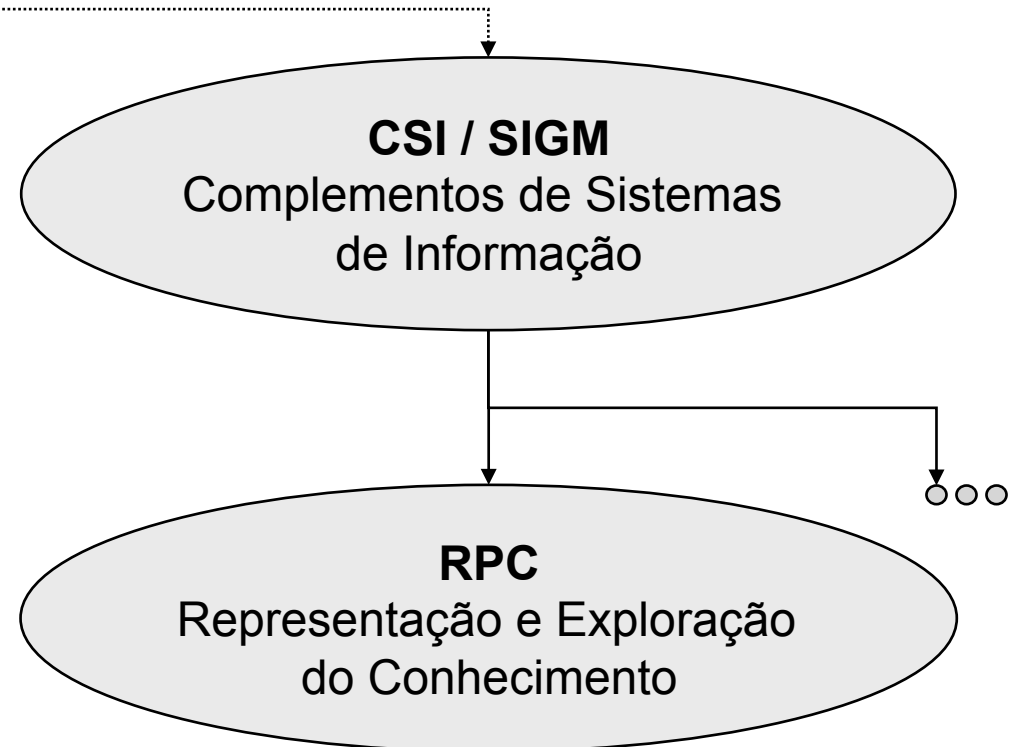 CSI / SIGM
Complementos de Sistemas
de Informação
RPC
Representação e Exploração
do Conhecimento